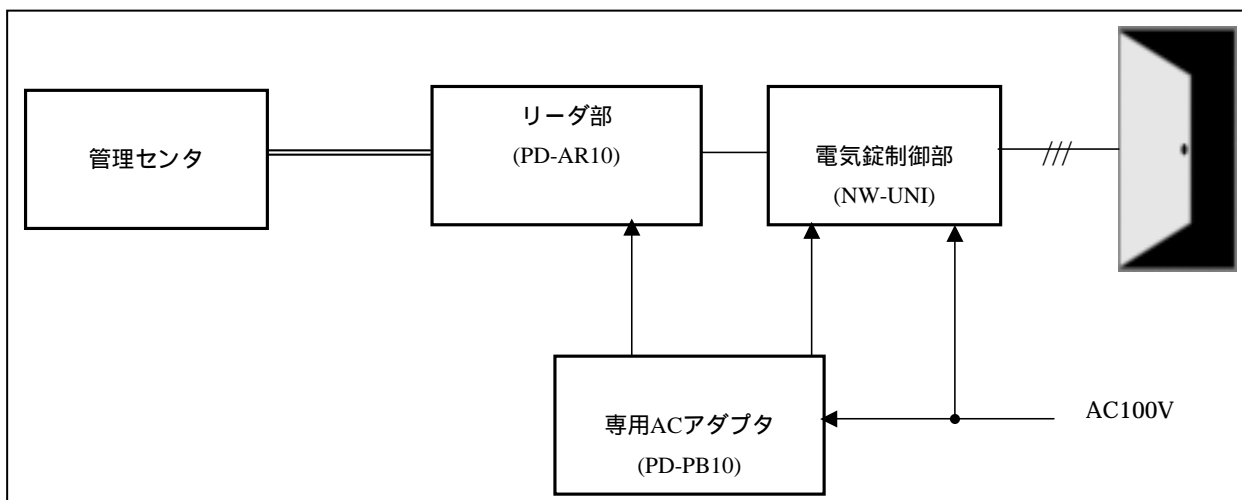 管理センタ
リーダ部
(PD-AR10)
電気錠制御部
(NW-UNI)
専用ACアダプタ
(PD-PB10)
AC100V